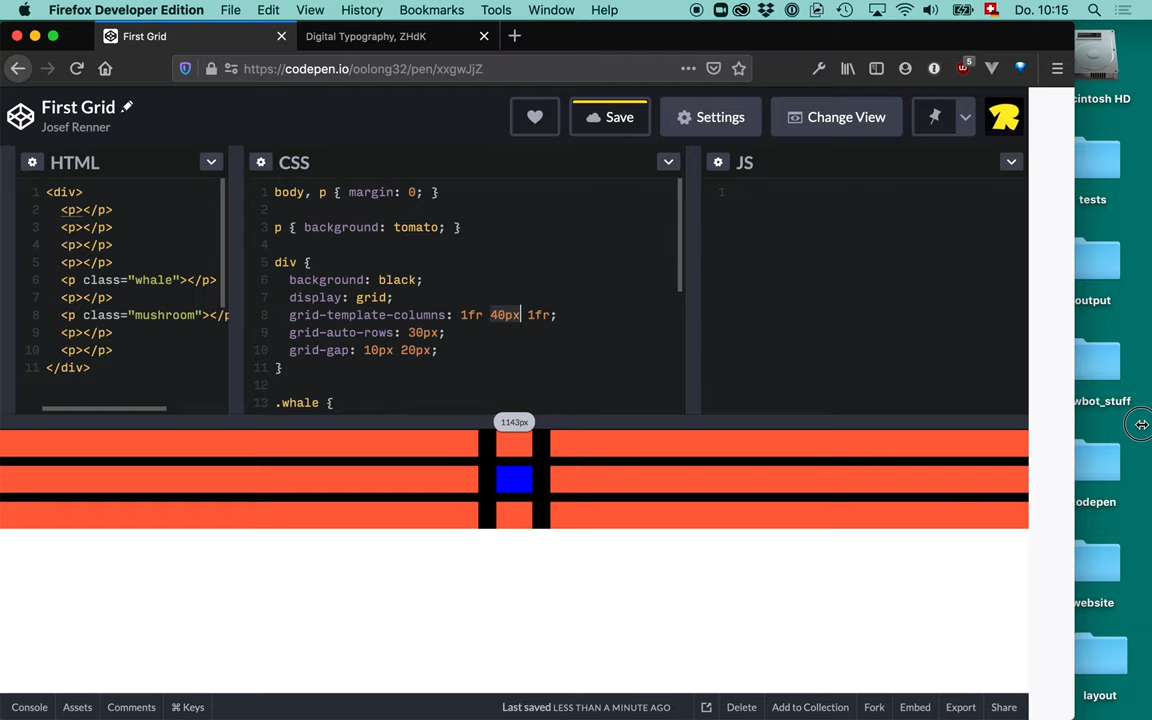 Firefox Developer Edition File Edit View History Bookmarks Tools Window Help Do. 10:15
First Grid
Digital Typography, ZHdK
https://codepen.io/oolong32/pen/xxgwJjZ
5
First Grid
Josef Renner
Save
Settings
Change View
HTML
1 <div>
2 <p></p>
3 <p></p>
4 <p></p>
5 <p></p>
6 <p class="whale"></p>
7 <p></p>
8 <p class="mushroom"></p
9 <p></p>
10 <p></p>
11 </div>
CSS
1 body, p { margin: 0; }
2
3 p { background: tomato; }
4
5 div {
6 background: black;
7 display: grid;
8 grid-template-columns: 1fr 40px 1fr;
9 grid-auto-rows: 30px;
10 grid-gap: 10px 20px;
11 }
12
13 .whale {
JS
1
1143px
cintosh HD
tests
output
wbot_stuff
codepen
website
layout
Console Assets Comments ⌘ Keys Last saved LESS THAN A MINUTE AGO Delete Add to Collection Fork Embed Export Share